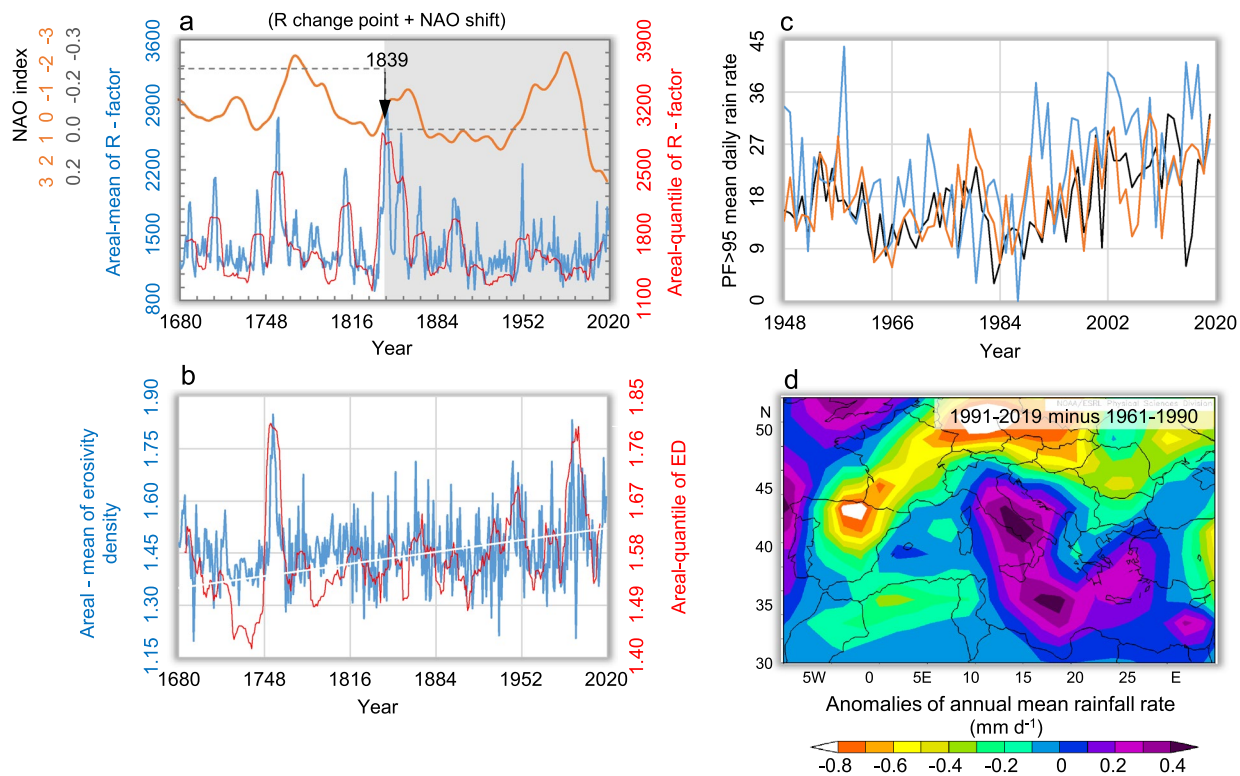 a
(R change point + NAO shift)
1839
NAO index
3 2 1 0 -1 -2 -3
0.2 0.0 -0.2 -0.3
Areal-mean of R -factor
800 1500 2200 2900 3600
1100 1800 2500 3200 3900
Areal-quantile of R - factor
1680 1748 1816 1884 1952 2020
Year
c
PF>95 mean daily rain rate
0 9 18 27 36 45
1948 1966 1984 2002 2020
Year
b
Areal - mean of erosivity
density
1.15 1.30 1.45 1.60 1.75 1.90
1.40 1.49 1.58 1.67 1.76 1.85
Areal-quantile of ED
1680 1748 1816 1884 1952 2020
Year
d
NOAA/ESRL Physical Sciences Division
1991-2019 minus 1961-1990
N
50
45
40
35
30
5W 0 5E 10 15 20 25 E
Anomalies of annual mean rainfall rate
(mm d-1)
-0.8 -0.6 -0.4 -0.2 0 0.2 0.4